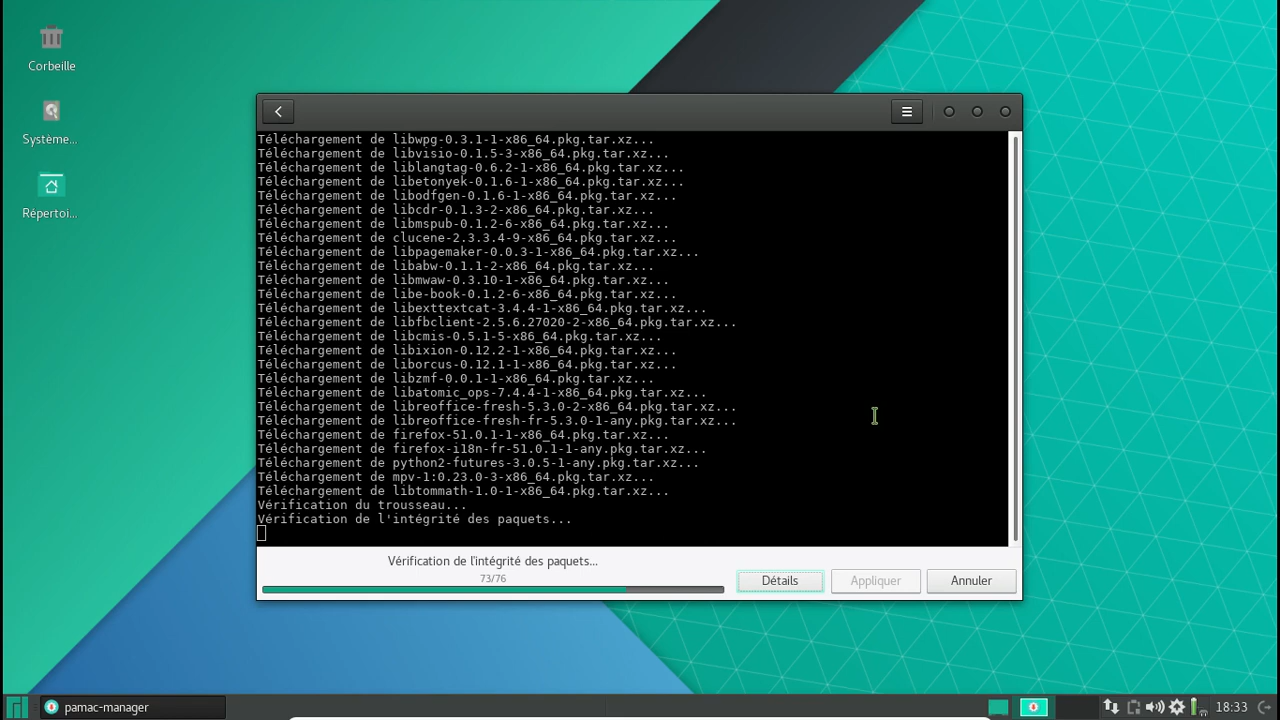 Corbeille
Système...
Répertoi...
Téléchargement de libwpg-0.3.1-1-x86_64.pkg.tar.xz...
Téléchargement de libvisio-0.1.5-3-x86_64.pkg.tar.xz...
Téléchargement de liblangtag-0.6.2-1-x86_64.pkg.tar.xz...
Téléchargement de libetonyek-0.1.6-1-x86_64.pkg.tar.xz...
Téléchargement de libodfgen-0.1.6-1-x86_64.pkg.tar.xz...
Téléchargement de libcdr-0.1.3-2-x86_64.pkg.tar.xz...
Téléchargement de libmspub-0.1.2-6-x86_64.pkg.tar.xz...
Téléchargement de clucene-2.3.3.4-9-x86_64.pkg.tar.xz...
Téléchargement de libpagemaker-0.0.3-1-x86_64.pkg.tar.xz...
Téléchargement de libabw-0.1.1-2-x86_64.pkg.tar.xz...
Téléchargement de libmwaw-0.3.10-1-x86_64.pkg.tar.xz...
Téléchargement de libe-book-0.1.2-6-x86_64.pkg.tar.xz...
Téléchargement de libexttextcat-3.4.4-1-x86_64.pkg.tar.xz...
Téléchargement de libfbclient-2.5.6.27020-2-x86_64.pkg.tar.xz...
Téléchargement de libcmis-0.5.1-5-x86_64.pkg.tar.xz...
Téléchargement de libixion-0.12.2-1-x86_64.pkg.tar.xz...
Téléchargement de liborcus-0.12.1-1-x86_64.pkg.tar.xz...
Téléchargement de libzmf-0.0.1-1-x86_64.pkg.tar.xz...
Téléchargement de libatomic_ops-7.4.4-1-x86_64.pkg.tar.xz...
Téléchargement de libreoffice-fresh-5.3.0-2-x86_64.pkg.tar.xz...
Téléchargement de libreoffice-fresh-fr-5.3.0-1-any.pkg.tar.xz...
Téléchargement de firefox-51.0.1-1-x86_64.pkg.tar.xz...
Téléchargement de firefox-i18n-fr-51.0.1-1-any.pkg.tar.xz...
Téléchargement de python2-futures-3.0.5-1-any.pkg.tar.xz...
Téléchargement de mpv-1:0.23.0-3-x86_64.pkg.tar.xz...
Téléchargement de libtommath-1.0-1-x86_64.pkg.tar.xz...
Vérification du trousseau...
Vérification de l'intégrité des paquets...
Vérification de l'intégrité des paquets...
73/76
Détails
Appliquer
Annuler
pamac-manager
18:33